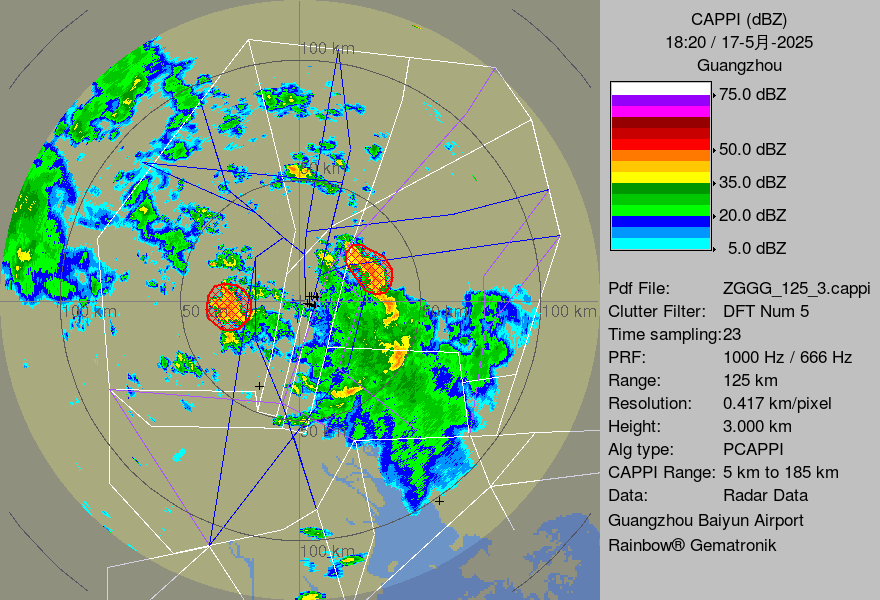 CAPPI (dBZ)
18:20 / 17-5月-2025
Guangzhou
75.0 dBZ
50.0 dBZ
35.0 dBZ
20.0 dBZ
5.0 dBZ
Pdf File: ZGGG_125_3.cappi
Clutter Filter: DFT Num 5
Time sampling:23
PRF: 1000 Hz / 666 Hz
Range: 125 km
Resolution: 0.417 km/pixel
Height: 3.000 km
Alg type: PCAPPI
CAPPI Range: 5 km to 185 km
Data: Radar Data
Guangzhou Baiyun Airport
Rainbow® Gematronik
100 km
50 km
100 km
50 km
50 km
100 km
50 km
100 km